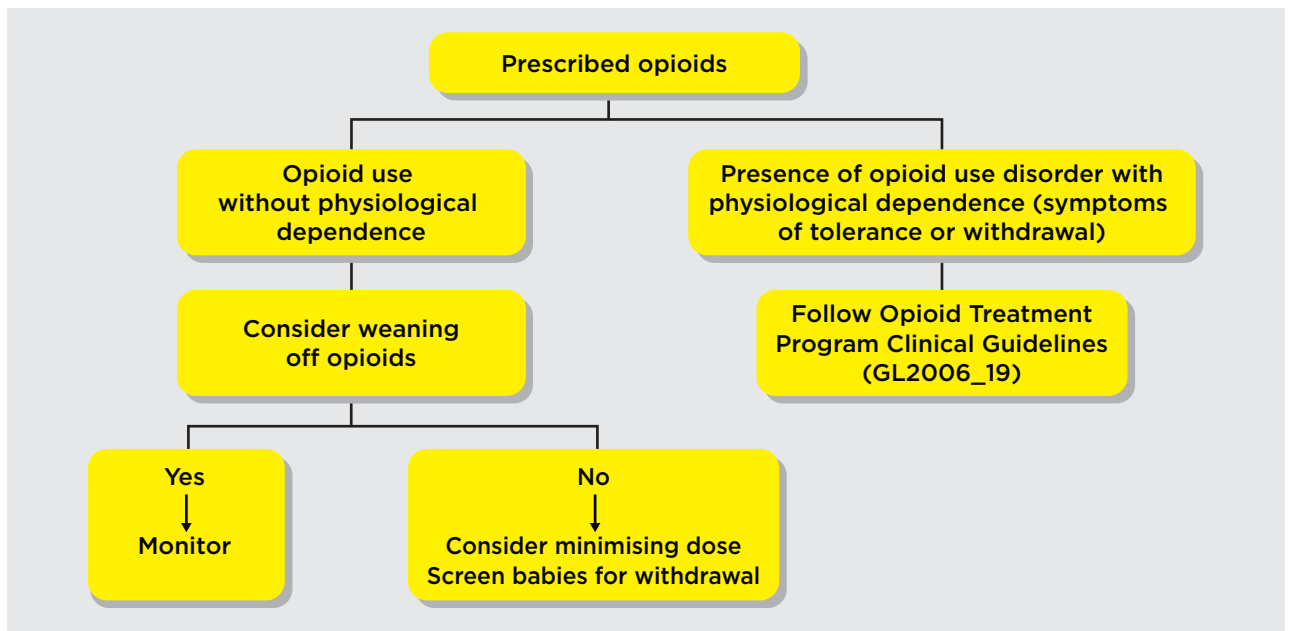 Prescribed opioids
Opioid use
without physiological
dependence
Presence of opioid use disorder with
physiological dependence (symptoms
of tolerance or withdrawal)
Consider weaning
off opioids
Follow Opioid Treatment
Program Clinical Guidelines
(GL2006_19)
Yes
Monitor
No
Consider minimising dose
Screen babies for withdrawal